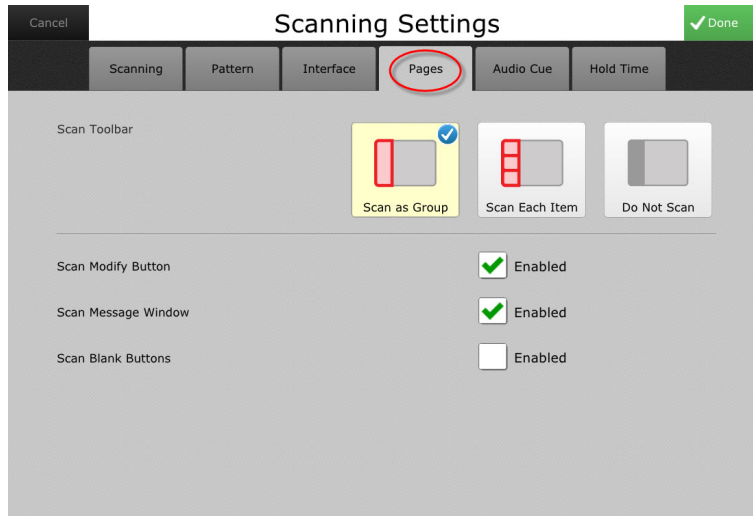 Cancel
Scanning Settings
Done
Scanning Pattern Interface Pages Audio Cue Hold Time
Scan Toolbar
Scan as Group Scan Each Item Do Not Scan
Scan Modify Button Enabled
Scan Message Window Enabled
Scan Blank Buttons Enabled